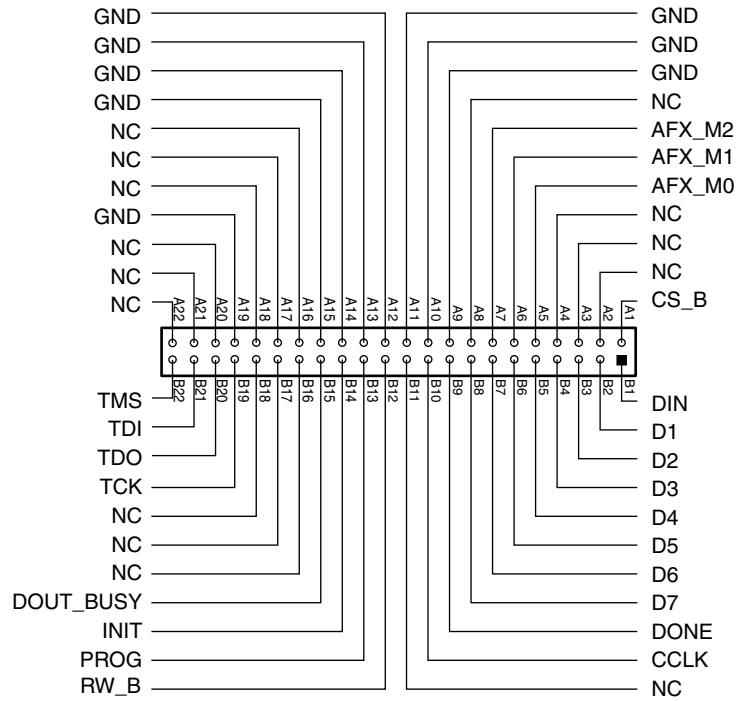 GND GND
GND GND
GND GND
GND NC
NC AFX_M2
NC AFX_M1
NC AFX_M0
GND NC
NC NC
NC NC
NC CS_B
A22 A21 A20 A19 A18 A17 A16 A15 A14 A13 A12 A11 A10 A9 A8 A7 A6 A5 A4 A3 A2 A1
B22 B21 B20 B19 B18 B17 B16 B15 B14 B13 B12 B11 B10 B9 B8 B7 B6 B5 B4 B3 B2 B1
TMS DIN
TDI D1
TDO D2
TCK D3
NC D4
NC D5
NC D6
DOUT_BUSY D7
INIT DONE
PROG CCLK
RW_B NC